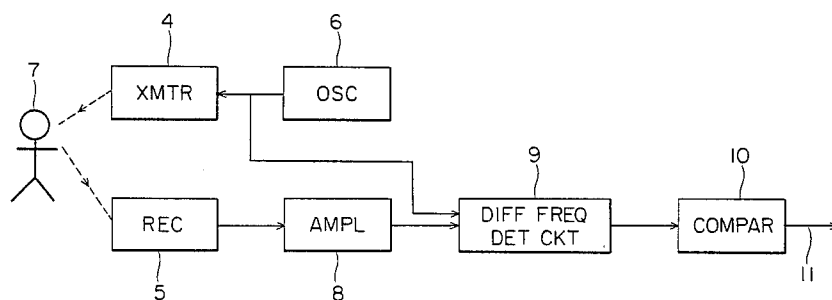 4
6
7
XMTR
OSC
9
10
REC
AMPL
DIFF FREQ
DET CKT
COMPAR
5
8
11